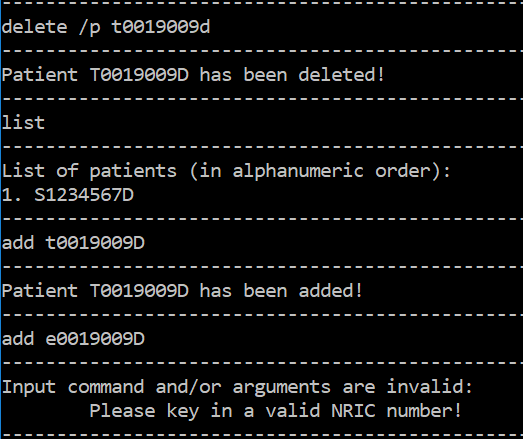 delete /p t0019009d
Patient T0019009D has been deleted!
list
List of patients (in alphanumeric order):
1. S1234567D
add t0019009D
Patient T0019009D has been added!
add e0019009D
Input command and/or arguments are invalid:
Please key in a valid NRIC number!